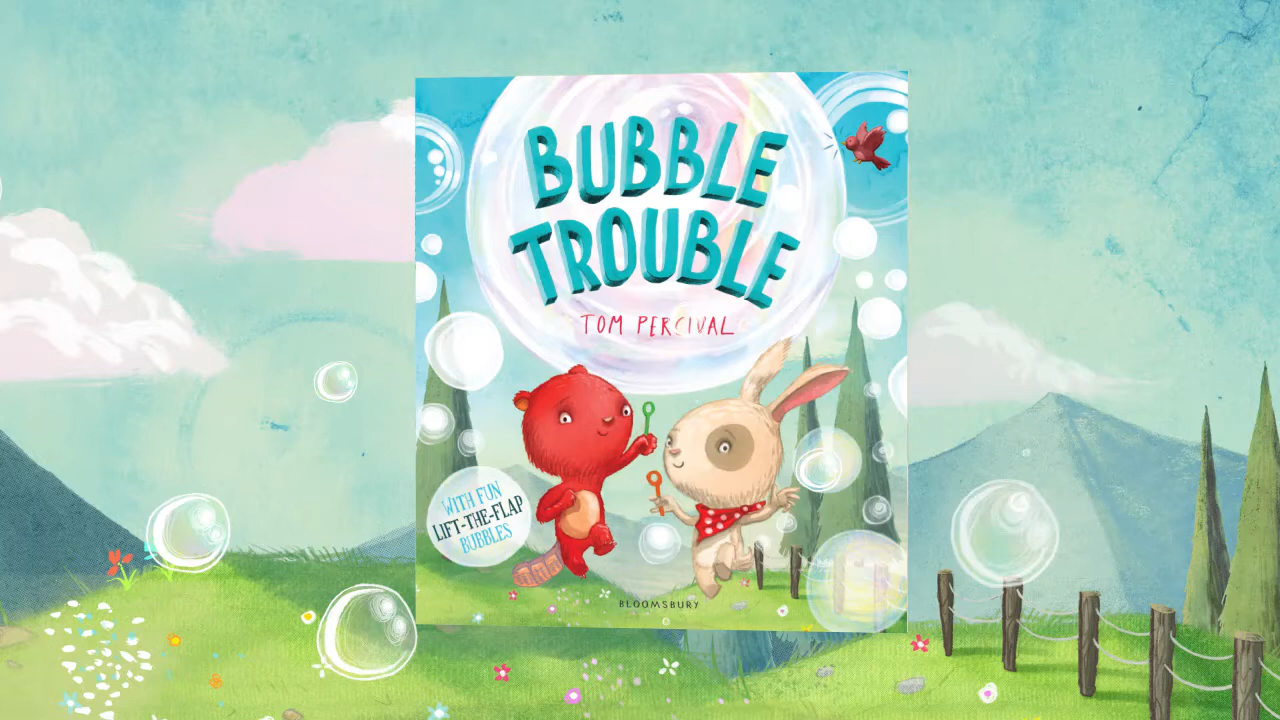 BUBBLE
TROUBLE
TOM PERCIVAL
WITH FUN
LIFT-THE-FLAP
BUBBLES
BLOOMSBURY